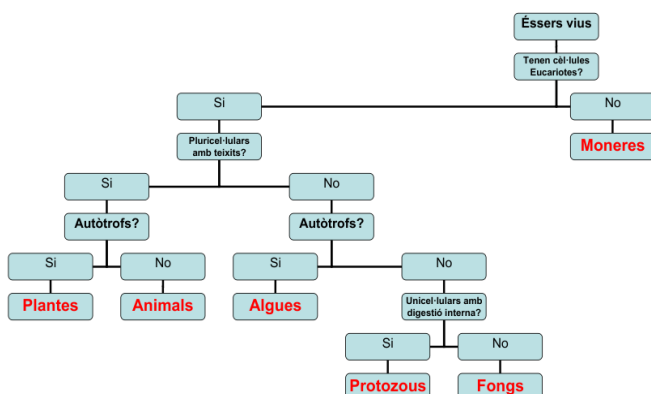 Éssers vius
Tenen cèl·lules
Eucariotes?
Si
No
Pluricel·lulars
amb teixits?
Moneres
Si
No
Autòtrofs?
Autòtrofs?
Si
No
Si
No
Plantes
Animals
Algues
Unicel·lulars amb
digestió interna?
Si
No
Protozous
Fongs